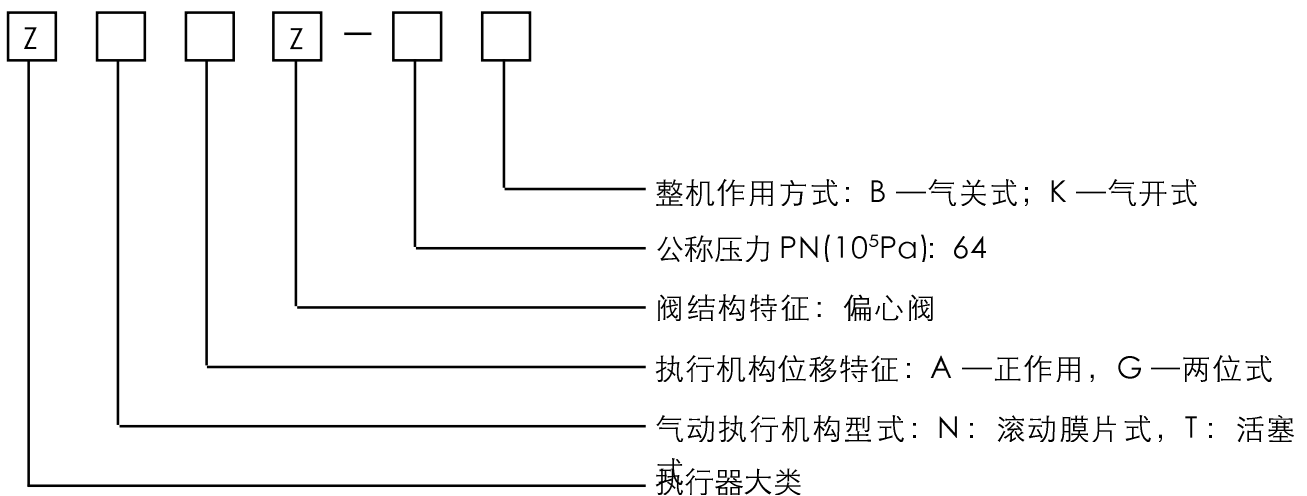 Z Z —
整机作用方式：B —气关式；K —气开式
公称压力 PN(10⁵Pa)：64
阀结构特征：偏心阀
执行机构位移特征：A —正作用，G —两位式
气动执行机构型式：N：滚动膜片式，T：活塞
式
执行器大类